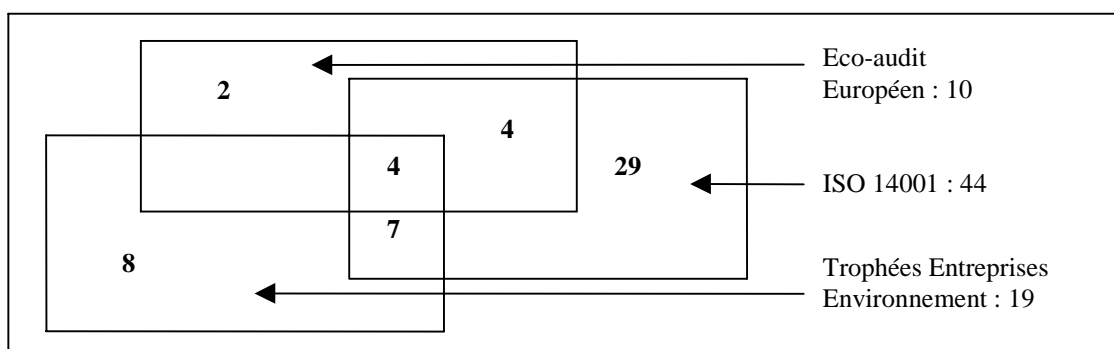 Eco-audit
Européen : 10
2
4
4
29
ISO 14001 : 44
7
8
Trophées Entreprises
Environnement : 19